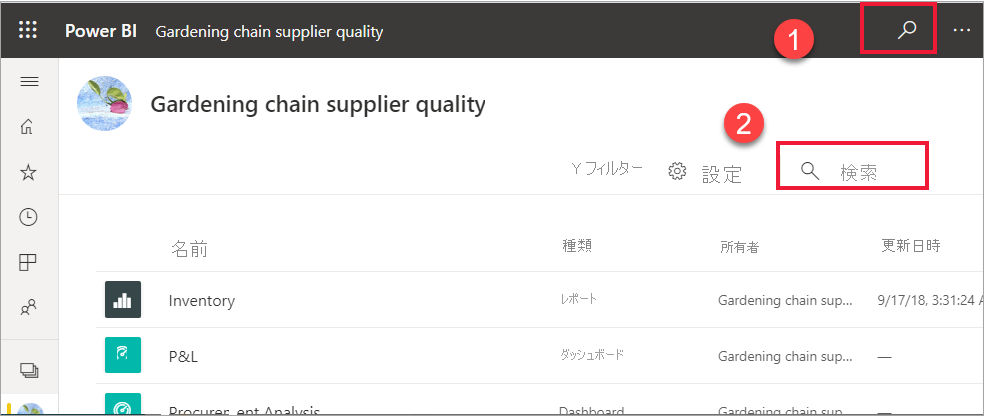 Power BI Gardening chain supplier quality
1
Gardening chain supplier quality
2
Y フィルター 設定 検索
名前 種類 所有者 更新日時
Inventory レポート Gardening chain sup... 9/17/18, 3:31:24 A
P&L ダッシュボード Gardening chain sup... —
Procurer ent Analysis Dashboard Gardening chain sup... —